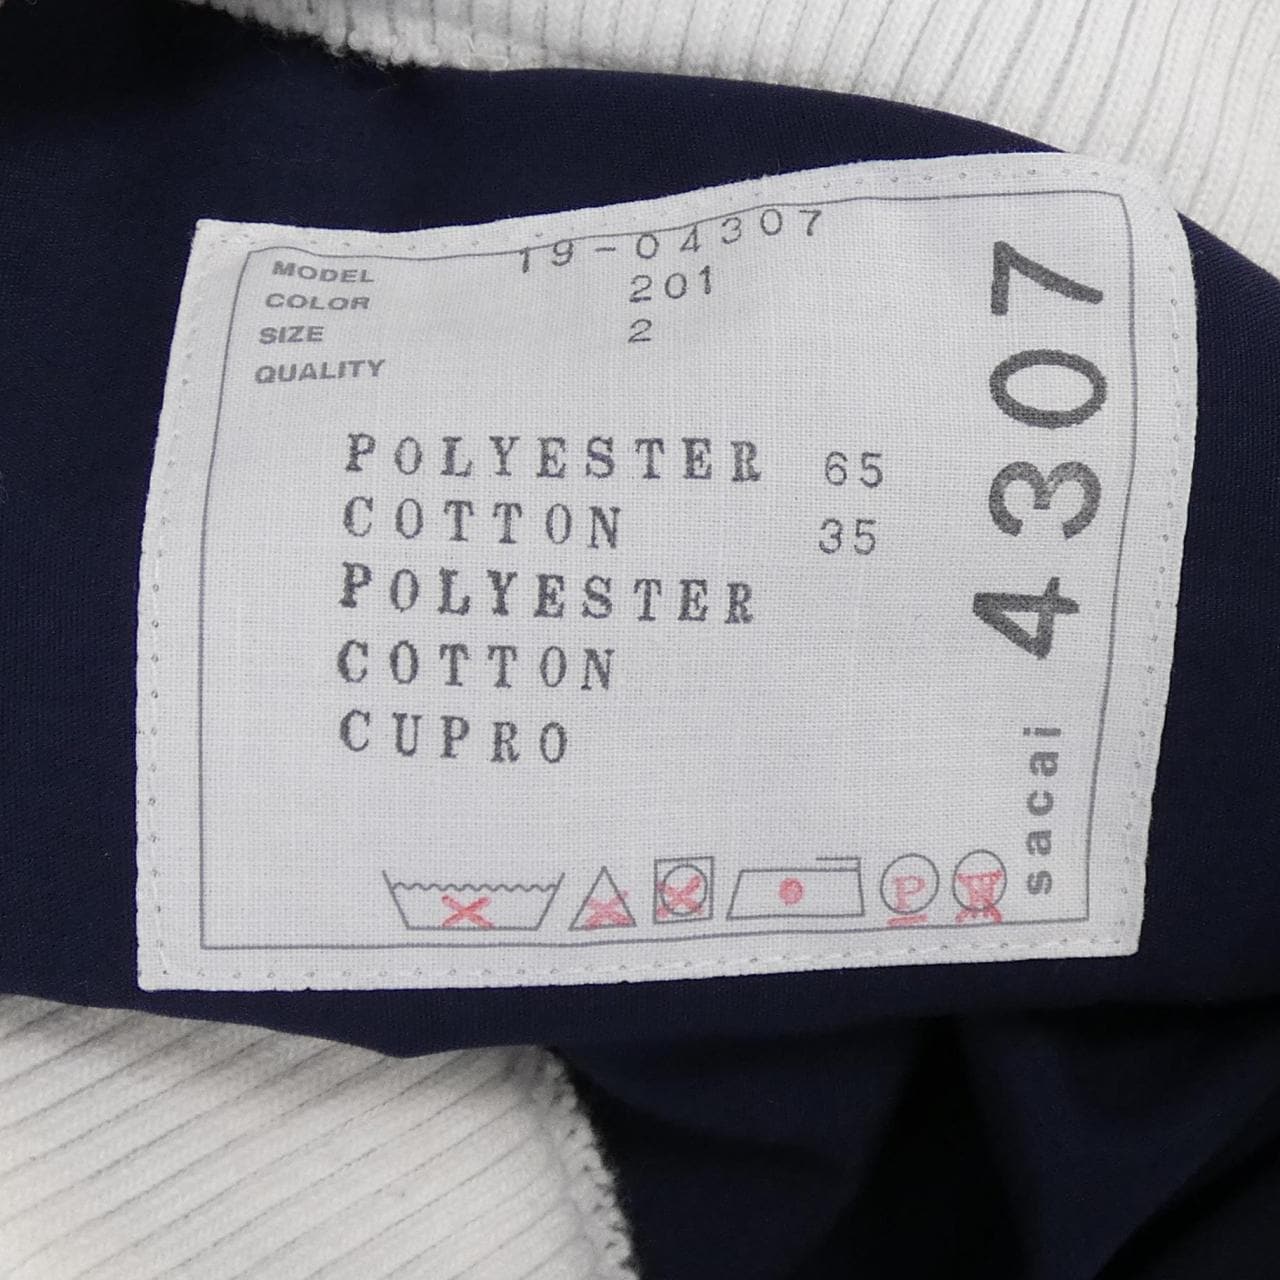 MODEL 19-04307
COLOR 201
SIZE 2
QUALITY
POLYESTER 65
COTTON 35
POLYESTER
COTTON
CUPRO
P
sacai 4307